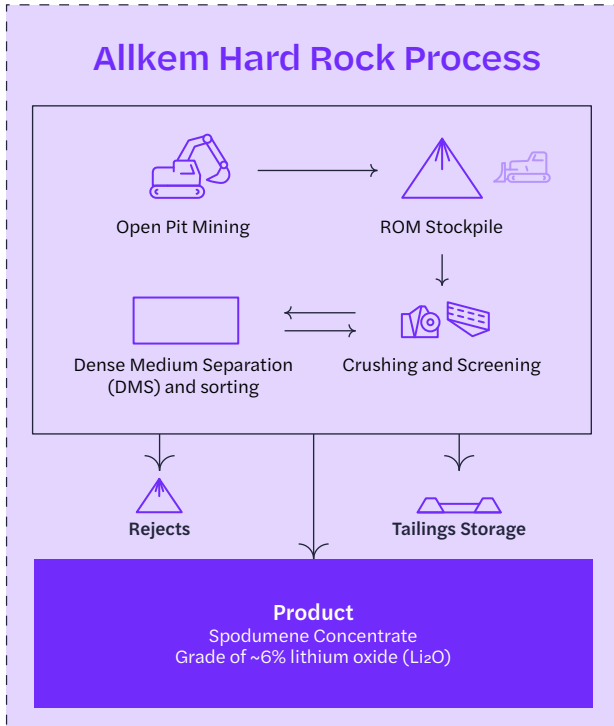 Allkem Hard Rock Process
Open Pit Mining
ROM Stockpile
Dense Medium Separation
(DMS) and sorting
Crushing and Screening
Rejects
Tailings Storage
Product
Spodumene Concentrate
Grade of ~6% lithium oxide (Li₂O)